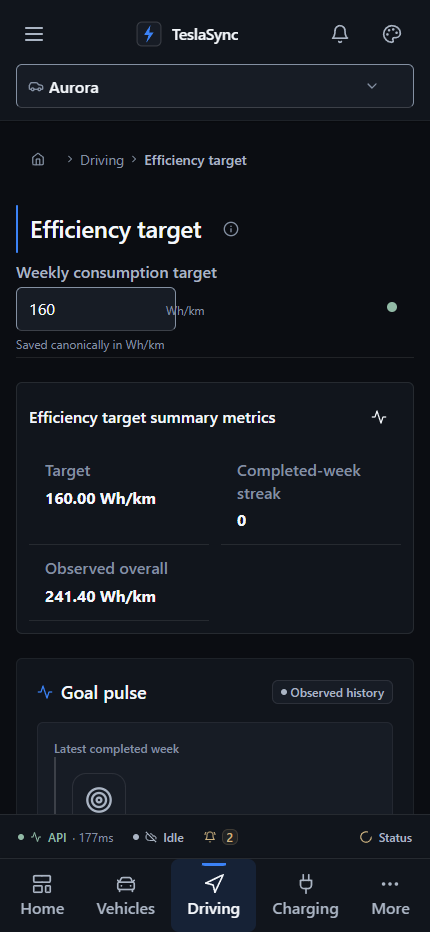 TeslaSync
Aurora
Driving
Efficiency target
Efficiency target
Weekly consumption target
160
Wh/km
Saved canonically in Wh/km
Efficiency target summary metrics
Target
160.00 Wh/km
Completed-week
streak
0
Observed overall
241.40 Wh/km
Goal pulse
Observed history
Latest completed week
API · 177ms
Idle
2
Status
Home
Vehicles
Driving
Charging
More